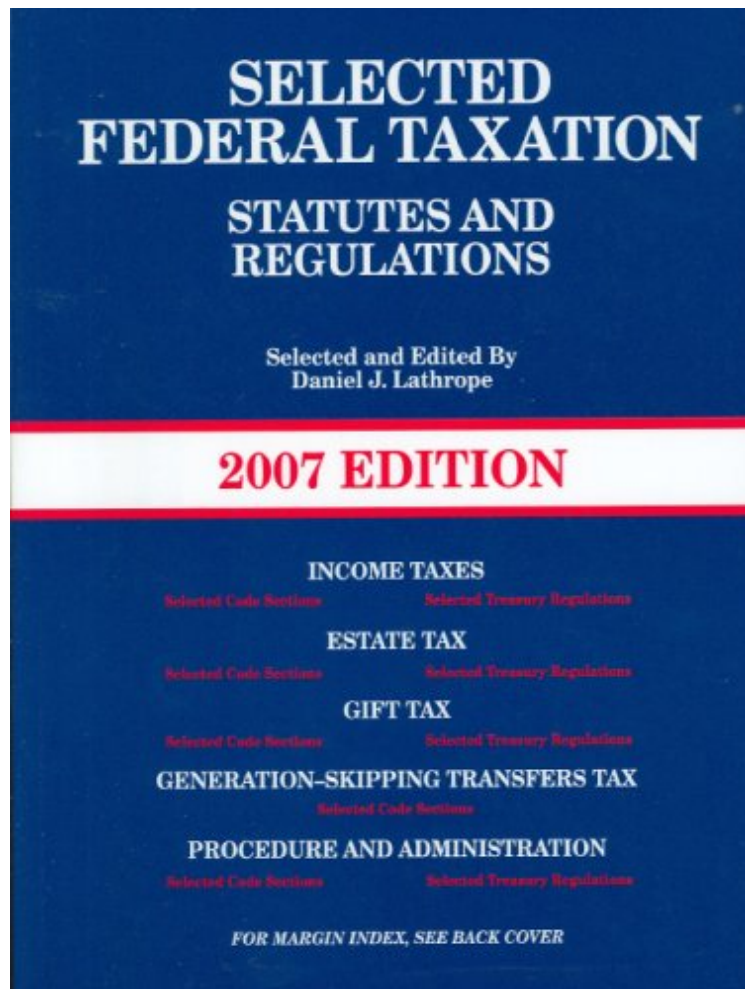 SELECTED
FEDERAL TAXATION
STATUTES AND
REGULATIONS
Selected and Edited By
Daniel J. Lathrope
2007 EDITION
INCOME TAXES
Selected Code Sections Selected Treasury Regulations
ESTATE TAX
Selected Code Sections Selected Treasury Regulations
GIFT TAX
Selected Code Sections Selected Treasury Regulations
GENERATION–SKIPPING TRANSFERS TAX
Selected Code Sections
PROCEDURE AND ADMINISTRATION
Selected Code Sections Selected Treasury Regulations
FOR MARGIN INDEX, SEE BACK COVER